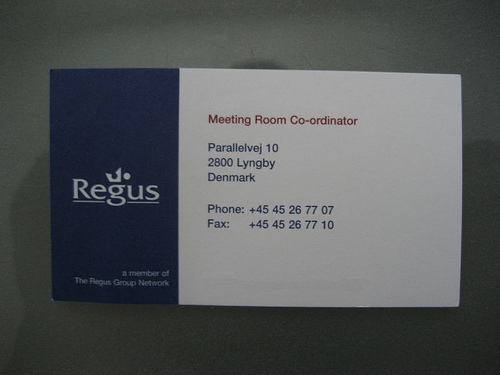 Meeting Room Co-ordinator
Parallelvej 10
2800 Lyngby
Denmark
Phone: +45 45 26 77 07
Fax: +45 45 26 77 10
Regus
a member of
The Regus Group Network